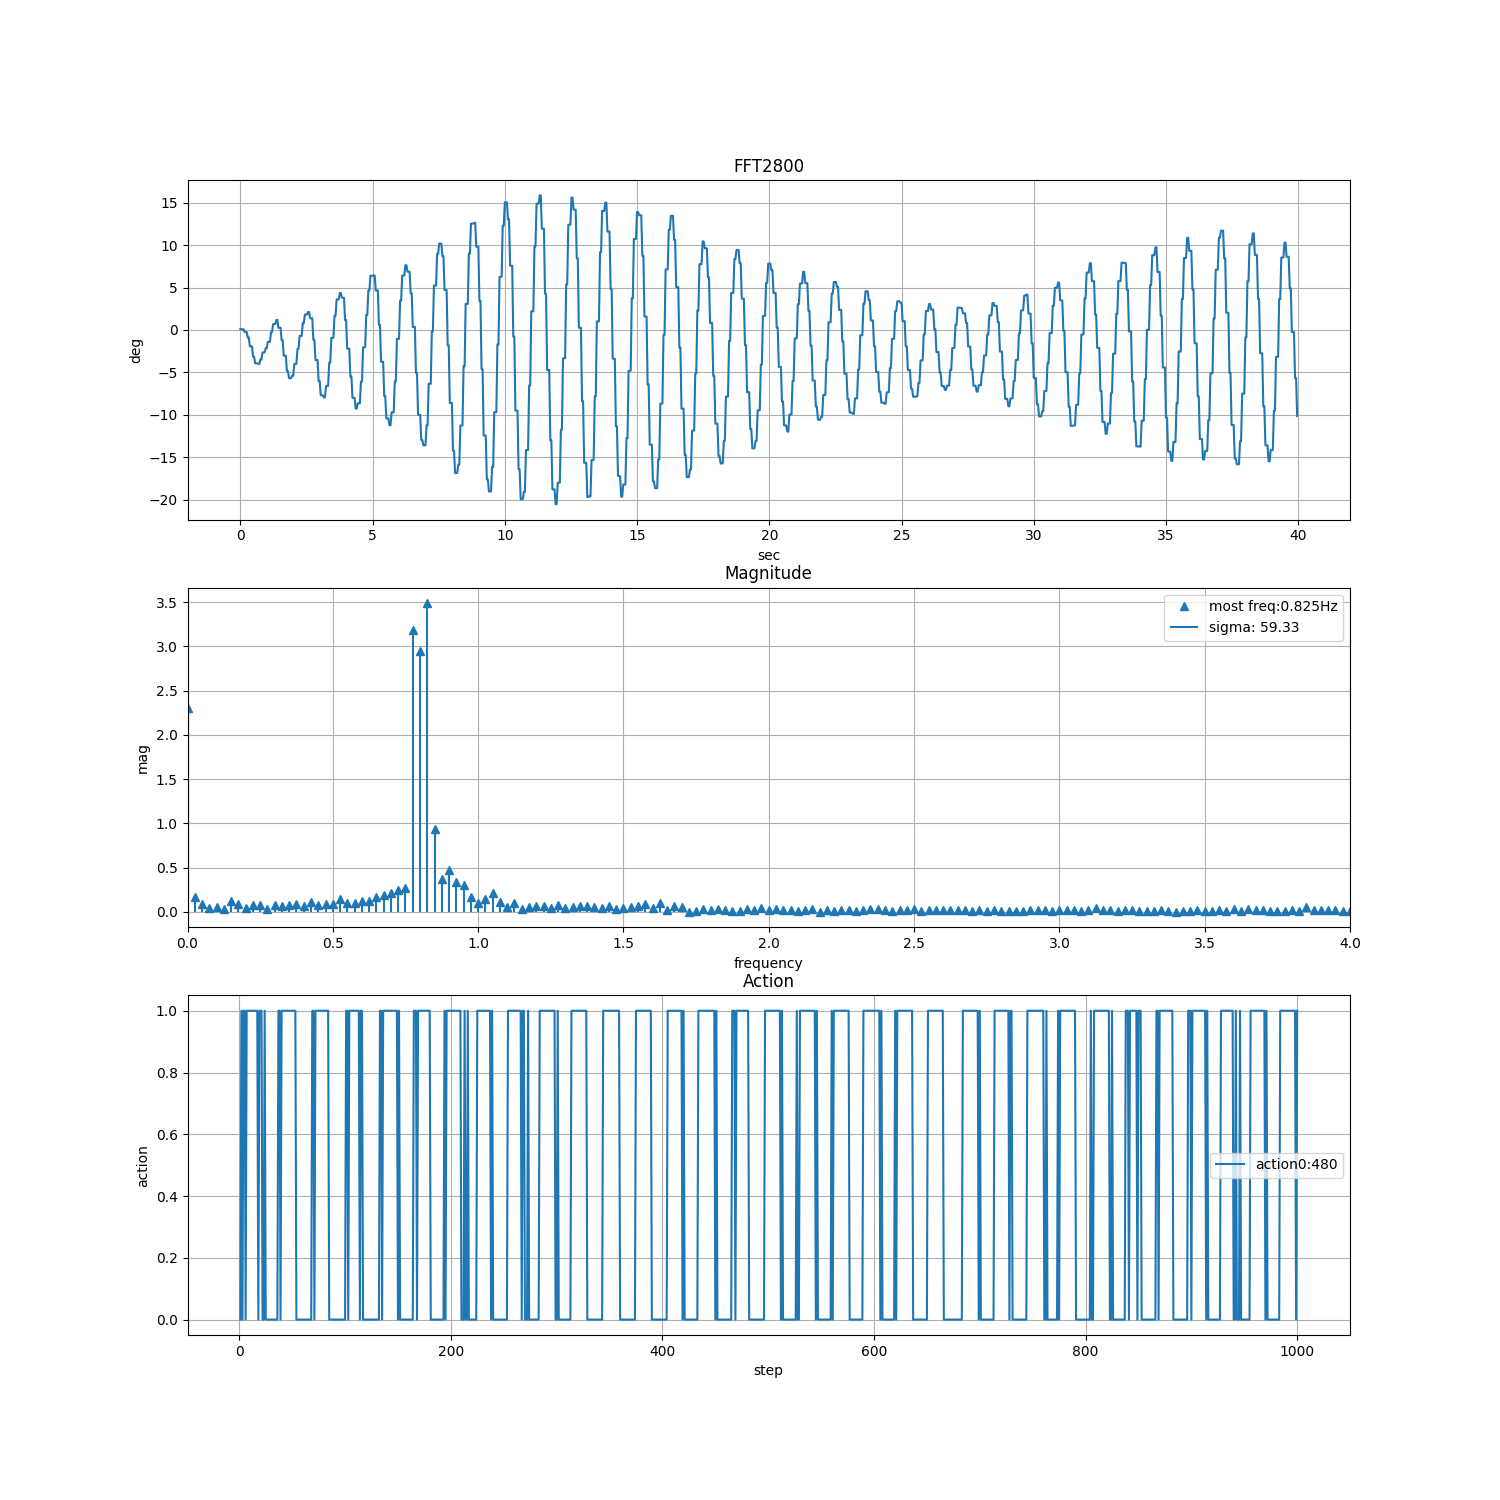 FFT2800
15
10
5
0
−5
−10
−15
−20
deg
0 5 10 15 20 25 30 35 40
sec
Magnitude
3.5
3.0
2.5
2.0
1.5
1.0
0.5
0.0
mag
most freq:0.825Hz
sigma: 59.33
0.0 0.5 1.0 1.5 2.0 2.5 3.0 3.5 4.0
frequency
Action
1.0
0.8
0.6
0.4
0.2
0.0
action
action0:480
0 200 400 600 800 1000
step